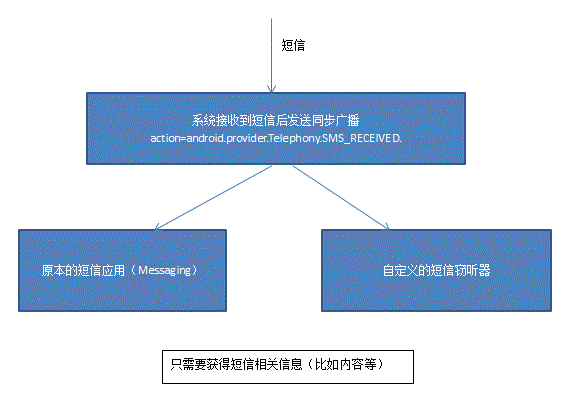 短信
系统接收到短信后发送同步广播
action=android.provider.Telephony.SMS_RECEIVED.
原本的短信应用（Messaging）
自定义的短信窃听器
只需要获得短信相关信息（比如内容等）